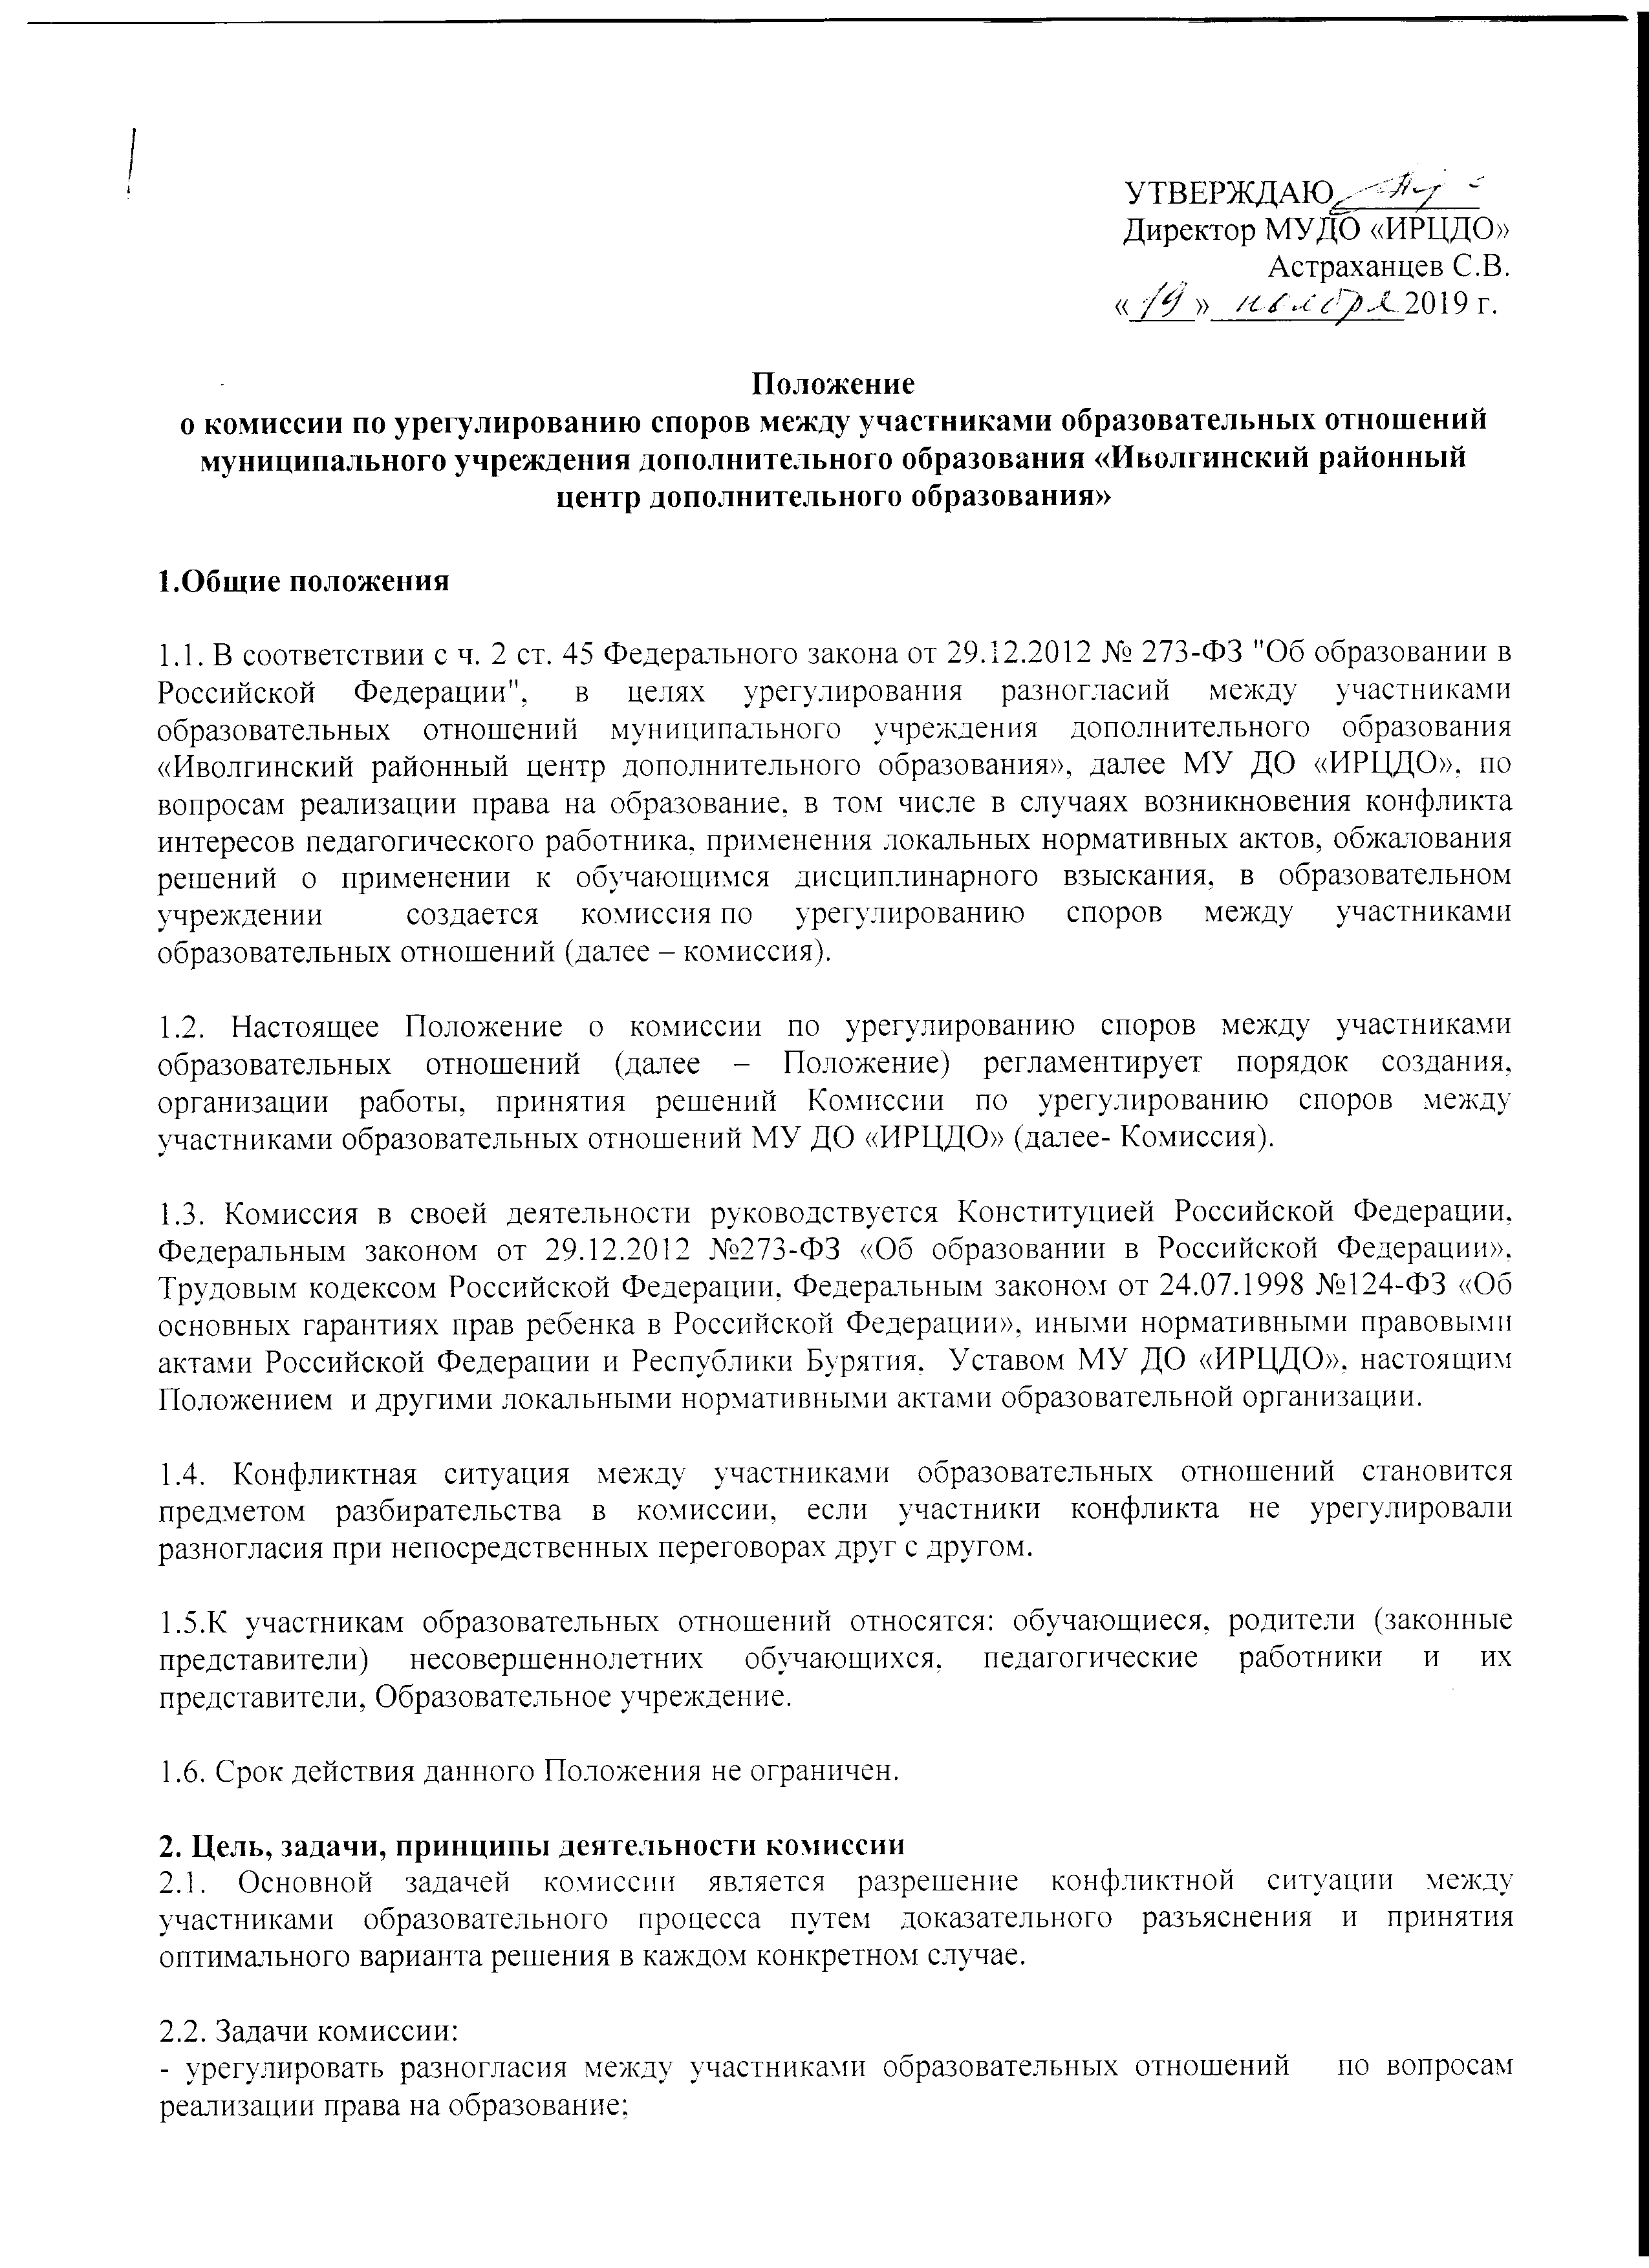 УТВЕРЖДАЮ
Директор МУДО «ИРЦДО»
Астраханцев С.В.
«19» ноября 2019 г.
Положение
о комиссии по урегулированию споров между участниками образовательных отношений
муниципального учреждения дополнительного образования «Иволгинский районный
центр дополнительного образования»
1.Общие положения
1.1. В соответствии с ч. 2 ст. 45 Федерального закона от 29.12.2012 № 273-ФЗ "Об образовании в
Российской Федерации", в целях урегулирования разногласий между участниками
образовательных отношений муниципального учреждения дополнительного образования
«Иволгинский районный центр дополнительного образования», далее МУ ДО «ИРЦДО», по
вопросам реализации права на образование, в том числе в случаях возникновения конфликта
интересов педагогического работника, применения локальных нормативных актов, обжалования
решений о применении к обучающимся дисциплинарного взыскания, в образовательном
учреждении создается комиссия по урегулированию споров между участниками
образовательных отношений (далее – комиссия).
1.2. Настоящее Положение о комиссии по урегулированию споров между участниками
образовательных отношений (далее – Положение) регламентирует порядок создания,
организации работы, принятия решений Комиссии по урегулированию споров между
участниками образовательных отношений МУ ДО «ИРЦДО» (далее- Комиссия).
1.3. Комиссия в своей деятельности руководствуется Конституцией Российской Федерации,
Федеральным законом от 29.12.2012 №273-ФЗ «Об образовании в Российской Федерации»,
Трудовым кодексом Российской Федерации, Федеральным законом от 24.07.1998 №124-ФЗ «Об
основных гарантиях прав ребенка в Российской Федерации», иными нормативными правовыми
актами Российской Федерации и Республики Бурятия, Уставом МУ ДО «ИРЦДО», настоящим
Положением и другими локальными нормативными актами образовательной организации.
1.4. Конфликтная ситуация между участниками образовательных отношений становится
предметом разбирательства в комиссии, если участники конфликта не урегулировали
разногласия при непосредственных переговорах друг с другом.
1.5.К участникам образовательных отношений относятся: обучающиеся, родители (законные
представители) несовершеннолетних обучающихся, педагогические работники и их
представители, Образовательное учреждение.
1.6. Срок действия данного Положения не ограничен.
2. Цель, задачи, принципы деятельности комиссии
2.1. Основной задачей комиссии является разрешение конфликтной ситуации между
участниками образовательного процесса путем доказательного разъяснения и принятия
оптимального варианта решения в каждом конкретном случае.
2.2. Задачи комиссии:
- урегулировать разногласия между участниками образовательных отношений по вопросам
реализации права на образование;